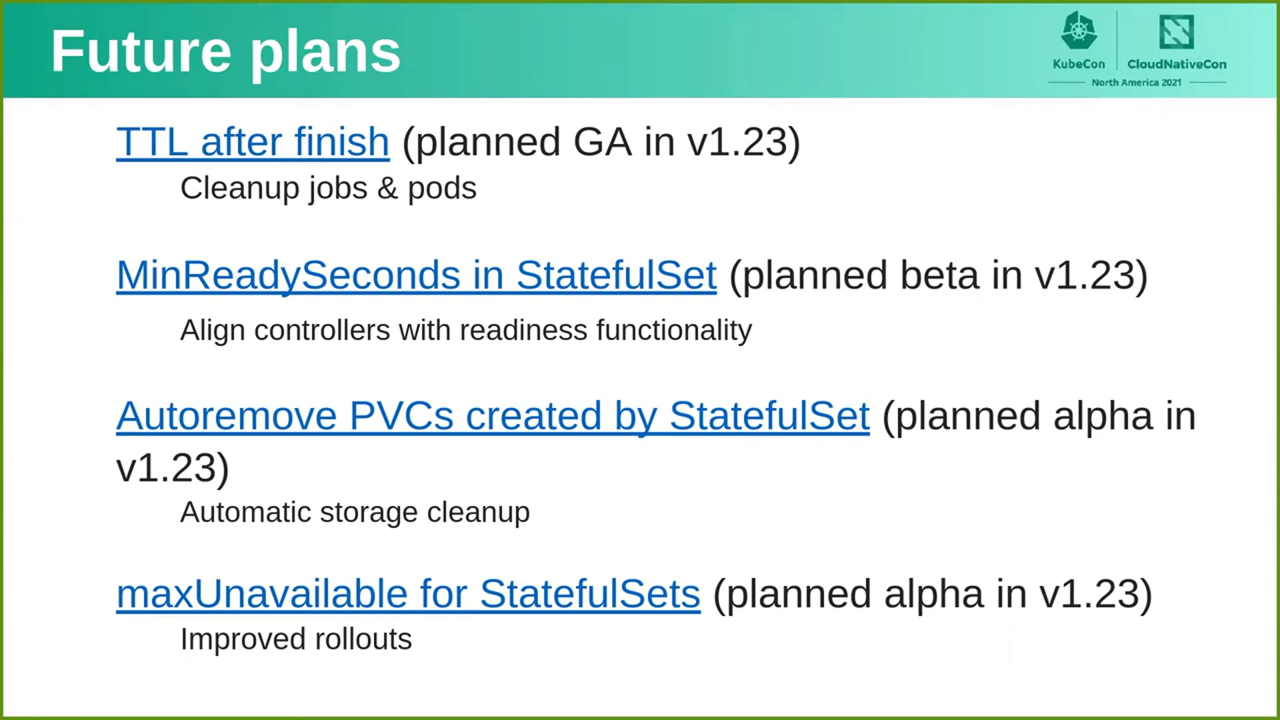 Future plans
KubeCon
CloudNativeCon
North America 2021
TTL after finish (planned GA in v1.23)
Cleanup jobs & pods
MinReadySeconds in StatefulSet (planned beta in v1.23)
Align controllers with readiness functionality
Autoremove PVCs created by StatefulSet (planned alpha in
v1.23)
Automatic storage cleanup
maxUnavailable for StatefulSets (planned alpha in v1.23)
Improved rollouts